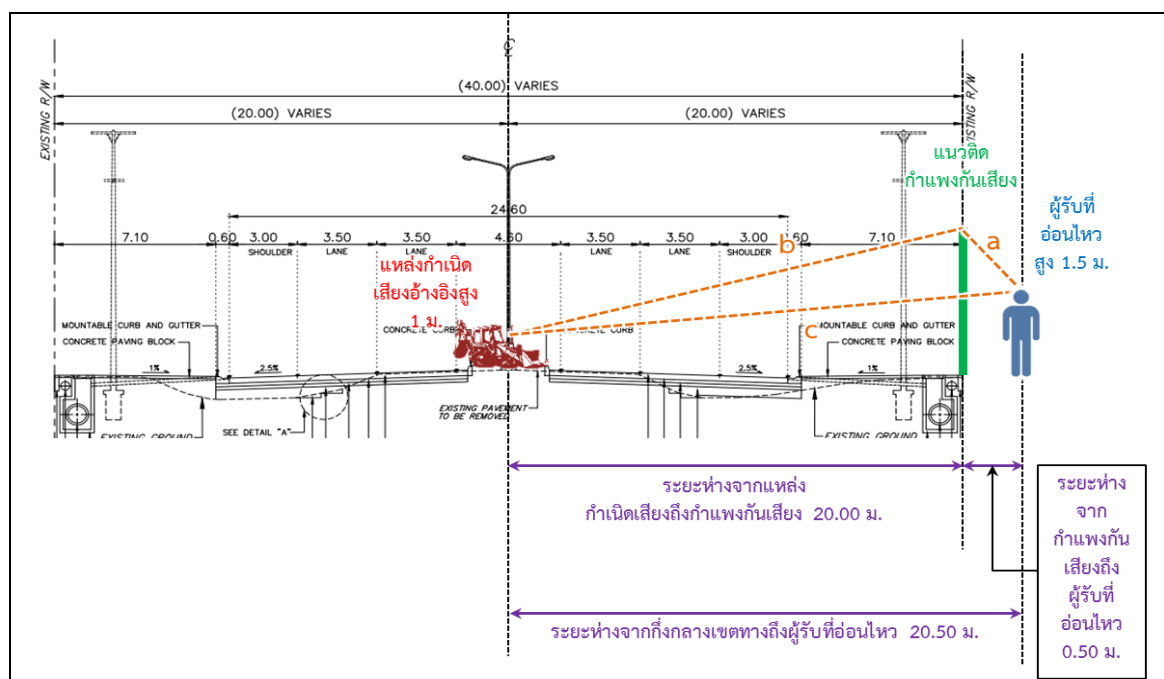 ℄
(40.00) VARIES
EXISTING R/W
(20.00) VARIES
(20.00) VARIES
EXISTING R/W
แนวติด
กำแพงกันเสียง
ผู้รับที่
อ่อนไหว
สูง 1.5 ม.
24.60
7.10
0.60
3.00
3.50
3.50
4.60
3.50
3.50
3.00
.60
7.10
SHOULDER
LANE
LANE
LANE
LANE
SHOULDER
b
a
แหล่งกำเนิด
เสียงอ้างอิงสูง
1 ม.
c
MOUNTABLE CURB AND GUTTER
CONCRETE PAVING BLOCK
CONCRETE CURB
CONCRETE CURB
MOUNTABLE CURB AND GUTTER
CONCRETE PAVING BLOCK
1%
2.5%
2.5%
1%
EXISTING GROUND
SEE DETAIL "A"
EXISTING PAVEMENT
TO BE REMOVED
EXISTING GROUND
ระยะห่างจากแหล่ง
กำเนิดเสียงถึงกำแพงกันเสียง 20.00 ม.
ระยะห่าง
จาก
กำแพงกัน
เสียงถึง
ผู้รับที่
อ่อนไหว
0.50 ม.
ระยะห่างจากกึ่งกลางเขตทางถึงผู้รับที่อ่อนไหว 20.50 ม.